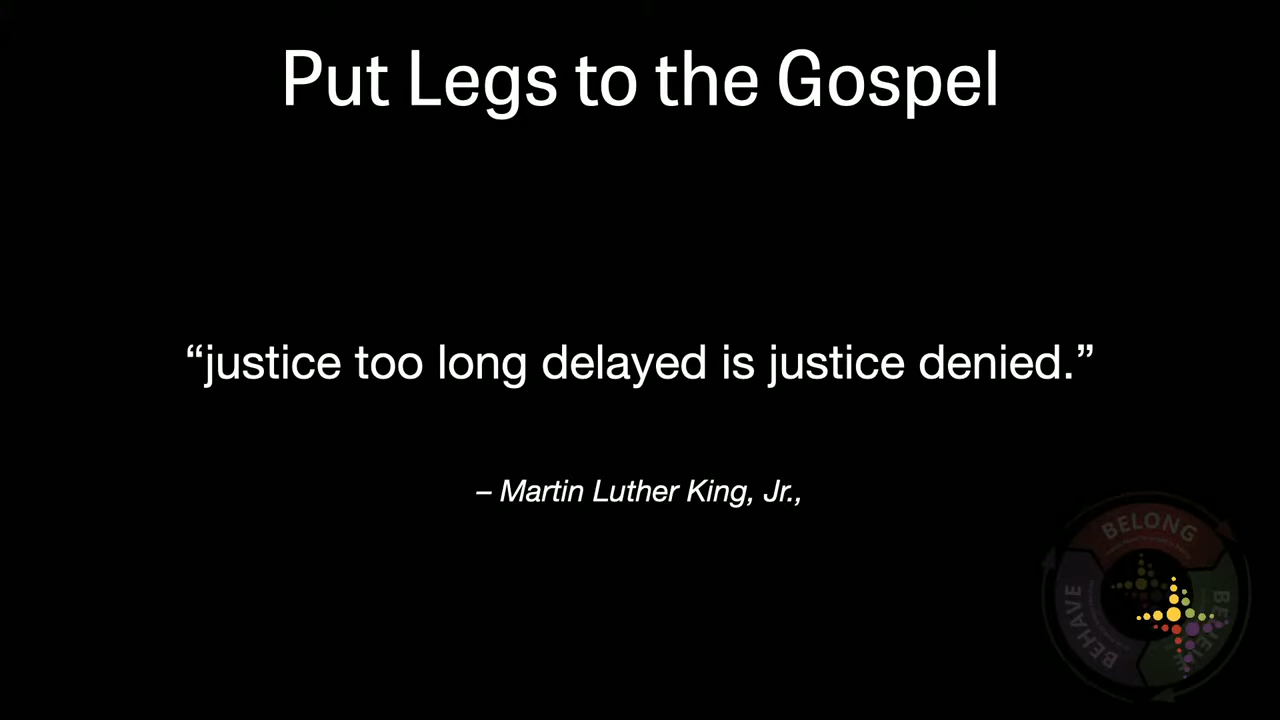 Put Legs to the Gospel
“justice too long delayed is justice denied.”
– Martin Luther King, Jr.,
BELONG
BEHAVE